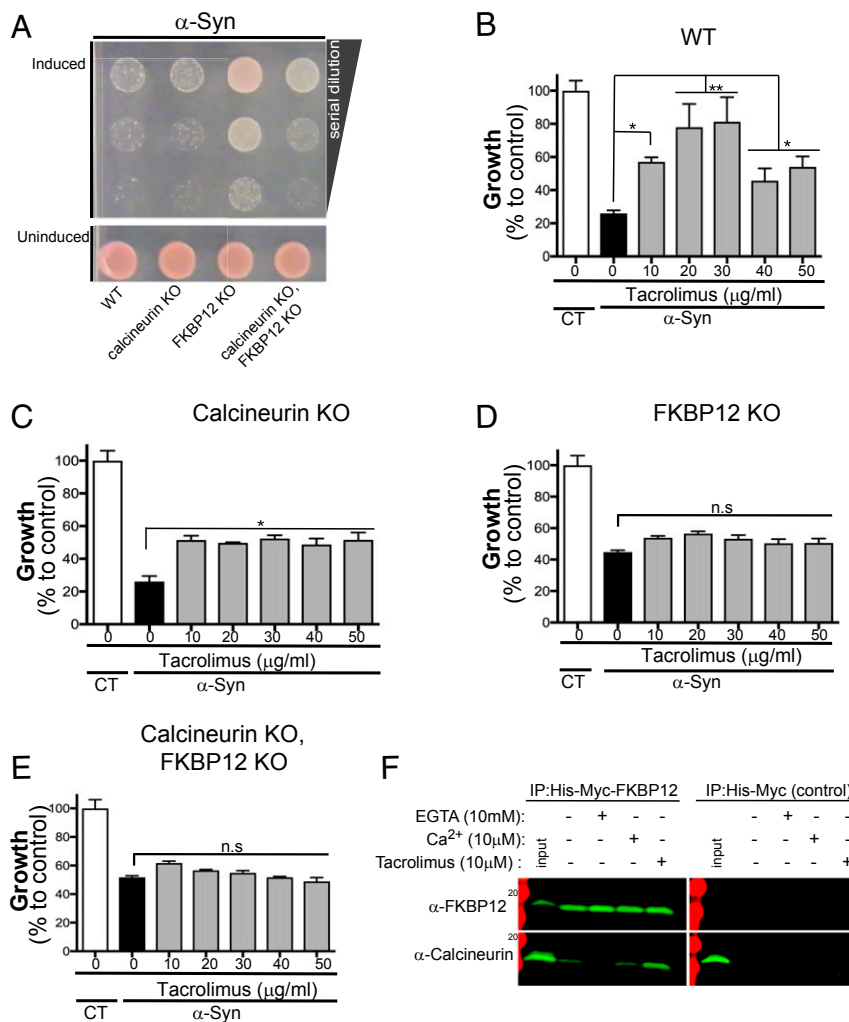 A
α-Syn
Induced
serial dilution
Uninduced
WT
calcineurin KO
FKBP12 KO
calcineurin KO,
FKBP12 KO
B
WT
Growth
(% to control)
100
80
60
40
20
0
*
**
*
0 0 10 20 30 40 50
Tacrolimus (μg/ml)
CT
α-Syn
C
Calcineurin KO
Growth
(% to control)
100
80
60
40
20
0
*
0 0 10 20 30 40 50
Tacrolimus (μg/ml)
CT α-Syn
D
FKBP12 KO
Growth
(% to control)
100
80
60
40
20
0
n.s
0 0 10 20 30 40 50
Tacrolimus (μg/ml)
CT α-Syn
E
Calcineurin KO,
FKBP12 KO
Growth
(% to control)
100
80
60
40
20
0
n.s
0 0 10 20 30 40 50
Tacrolimus (μg/ml)
CT α-Syn
F
IP:His-Myc-FKBP12 IP:His-Myc (control)
EGTA (10mM): - + - - - + - -
Ca²⁺ (10μM): input - - + - input - - + -
Tacrolimus (10μM) : - - - + - - - +
20
α-FKBP12
20
α-Calcineurin